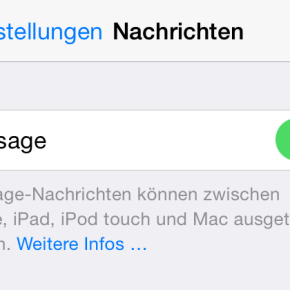 stellungen Nachrichten
sage
age-Nachrichten können zwischen
, iPad, iPod touch und Mac ausget
n. Weitere Infos ...